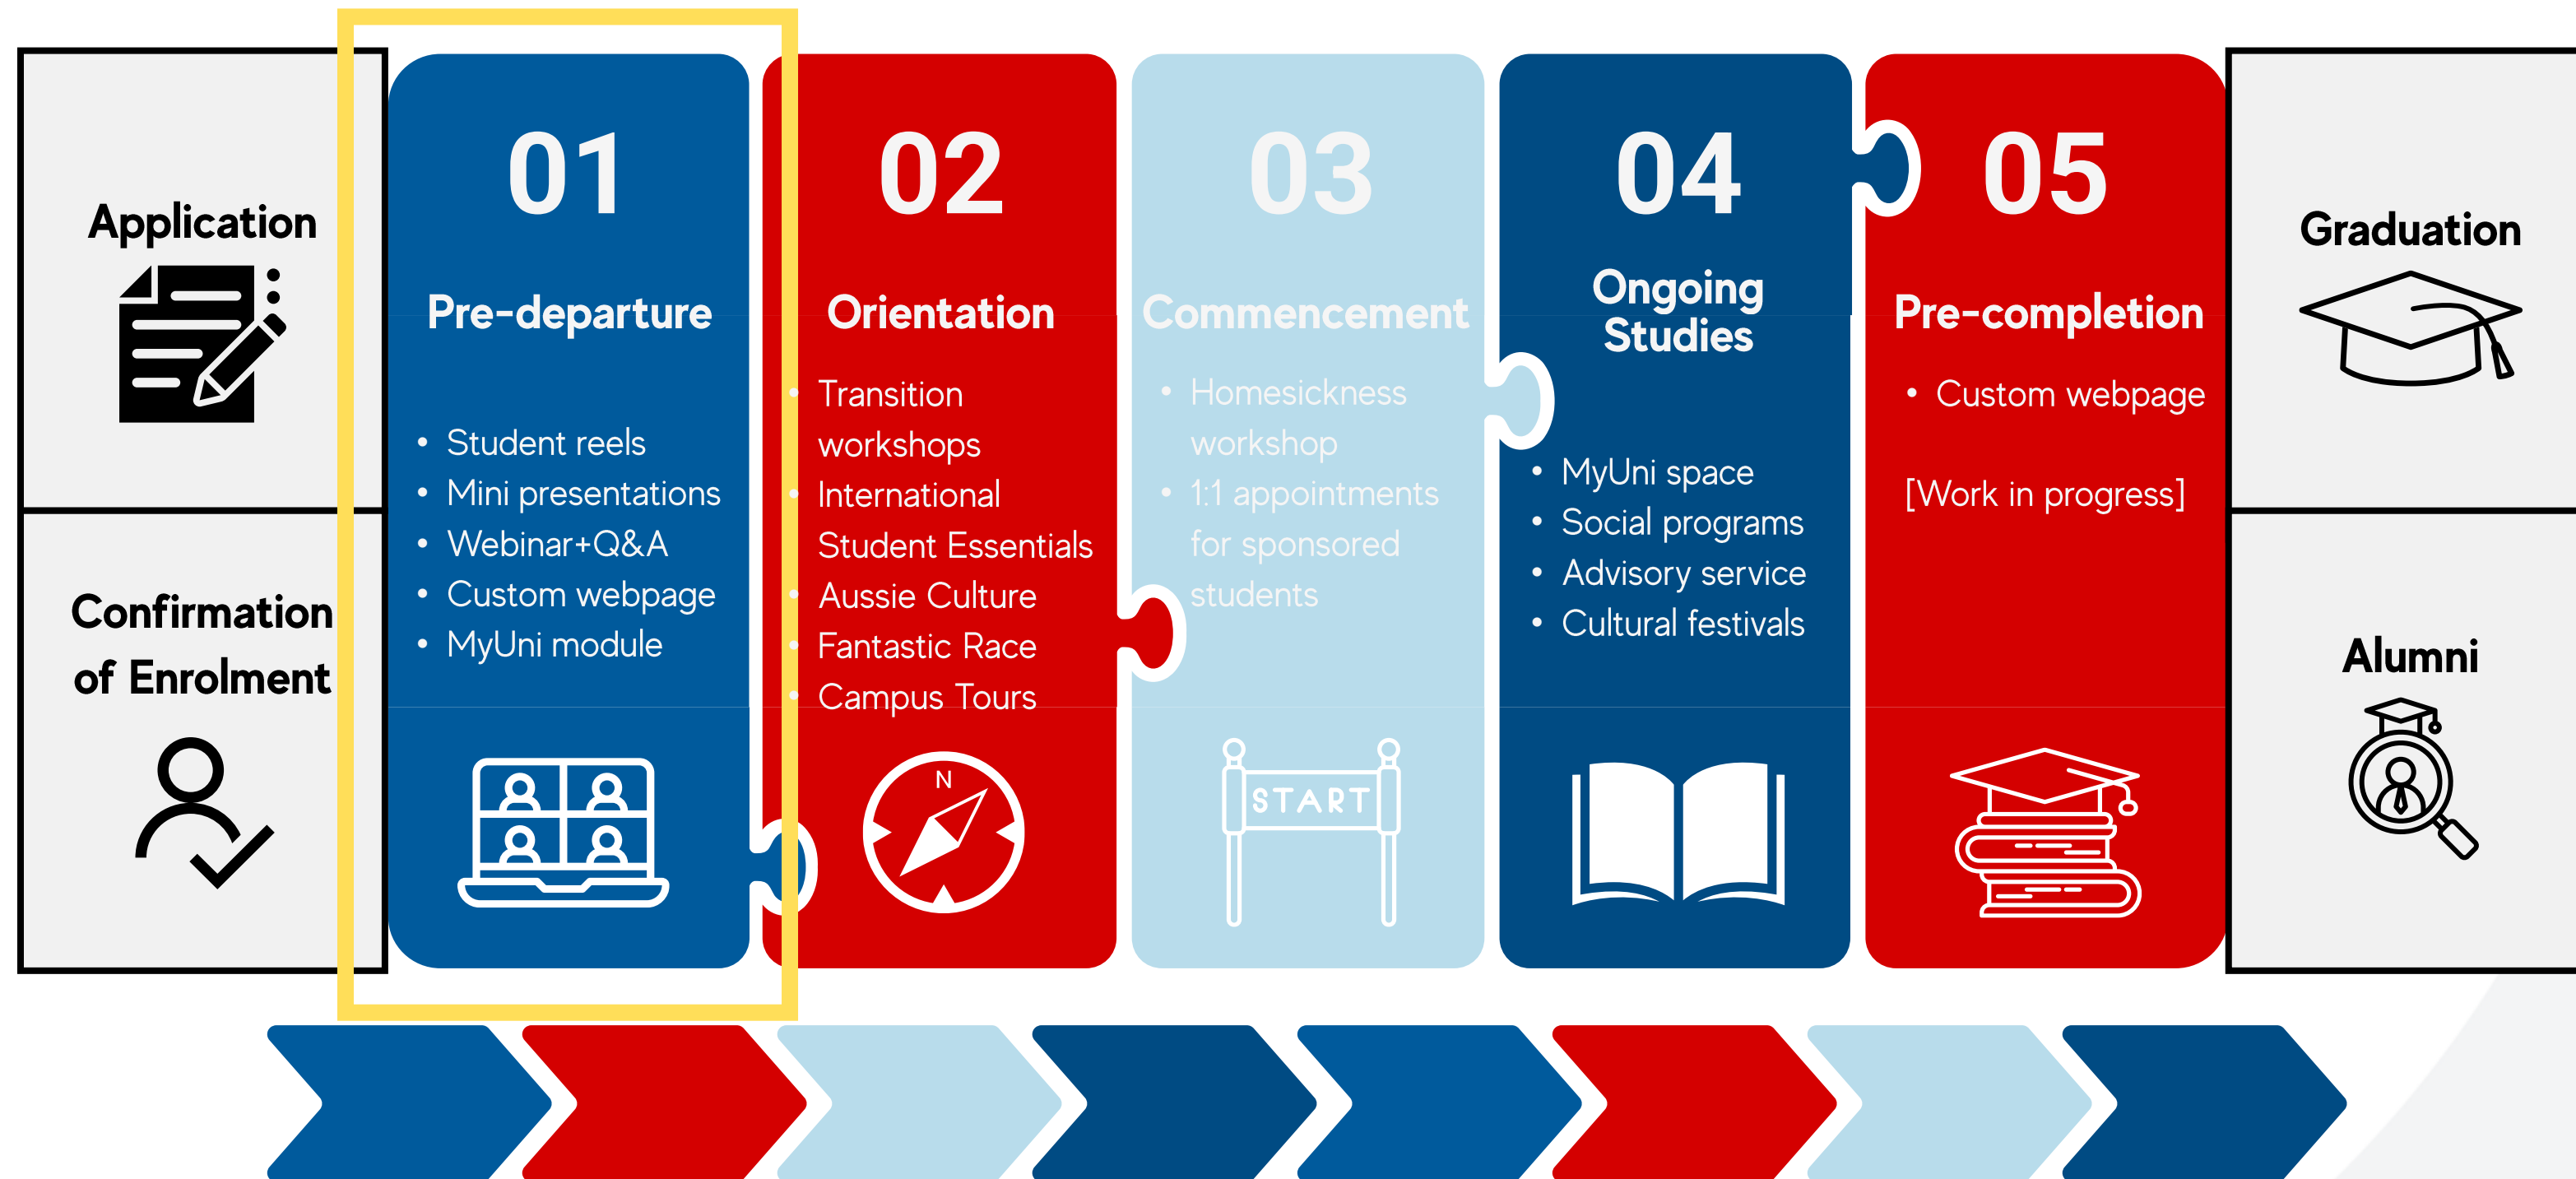 Application
Confirmation
of Enrolment
01
Pre-departure
• Student reels
• Mini presentations
• Webinar+Q&A
• Custom webpage
• MyUni module
02
Orientation
• Transition
workshops
• International
Student Essentials
• Aussie Culture
• Fantastic Race
• Campus Tours
N
03
Commencement
• Homesickness
workshop
• 1:1 appointments
for sponsored
students
START
04
Ongoing
Studies
• MyUni space
• Social programs
• Advisory service
• Cultural festivals
05
Pre-completion
• Custom webpage
[Work in progress]
Graduation
Alumni